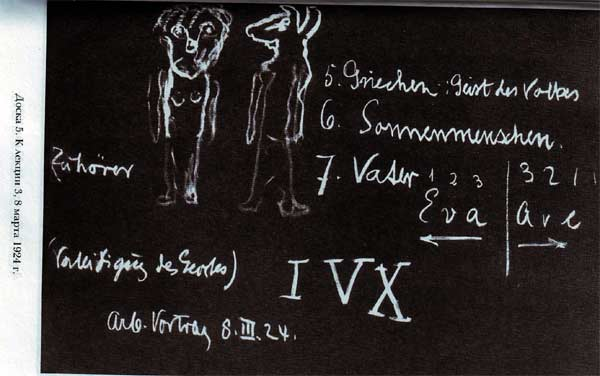 Доска 5. К лекции 3, 8 марта 1924 г.
5. Griechen: Geist des Volkes
6. Sonnenmenschen.
Zuhörer
7. Vater 1 2 3 3 2 1
Eva ave
I V X
Arb. Vortrag 8.III.24.